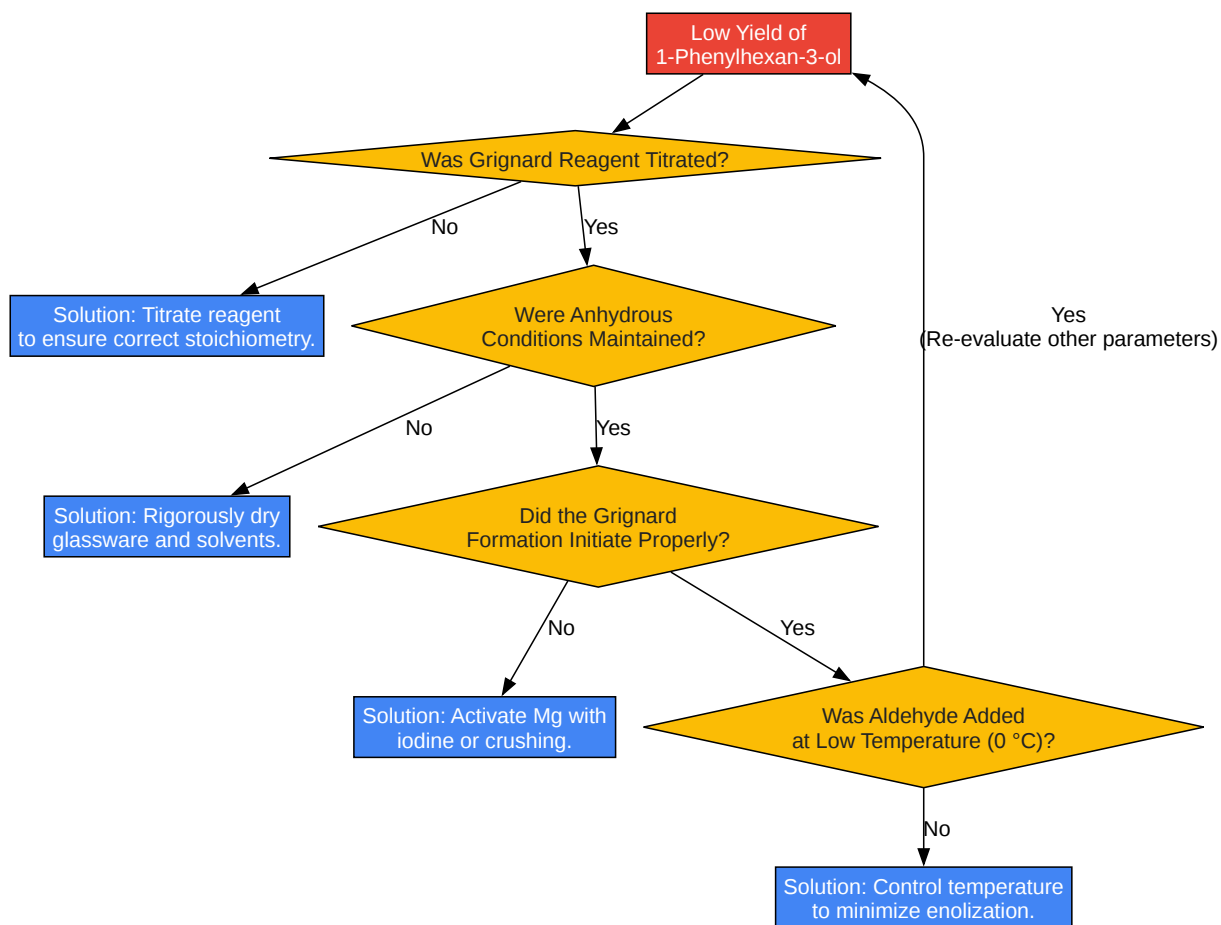 Low Yield of
1-Phenylhexan-3-ol
Was Grignard Reagent Titrated?
No
Yes
Solution: Titrate reagent
to ensure correct stoichiometry.
Were Anhydrous
Conditions Maintained?
Yes
(Re-evaluate other parameters)
No
Yes
Solution: Rigorously dry
glassware and solvents.
Did the Grignard
Formation Initiate Properly?
No
Yes
Solution: Activate Mg with
iodine or crushing.
Was Aldehyde Added
at Low Temperature (0 °C)?
No
Solution: Control temperature
to minimize enolization.